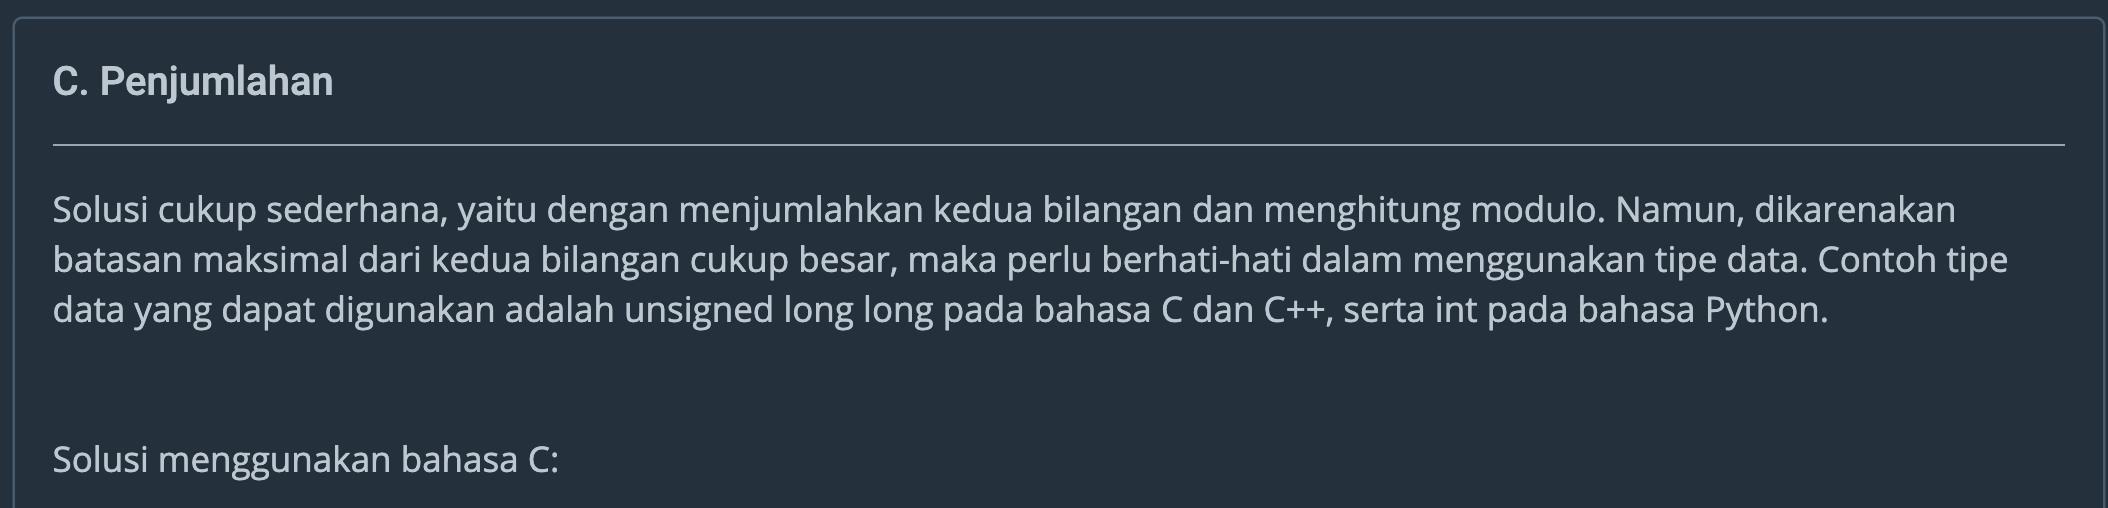 C. Penjumlahan
Solusi cukup sederhana, yaitu dengan menjumlahkan kedua bilangan dan menghitung modulo. Namun, dikarenakan
batasan maksimal dari kedua bilangan cukup besar, maka perlu berhati-hati dalam menggunakan tipe data. Contoh tipe
data yang dapat digunakan adalah unsigned long long pada bahasa C dan C++, serta int pada bahasa Python.
Solusi menggunakan bahasa C: